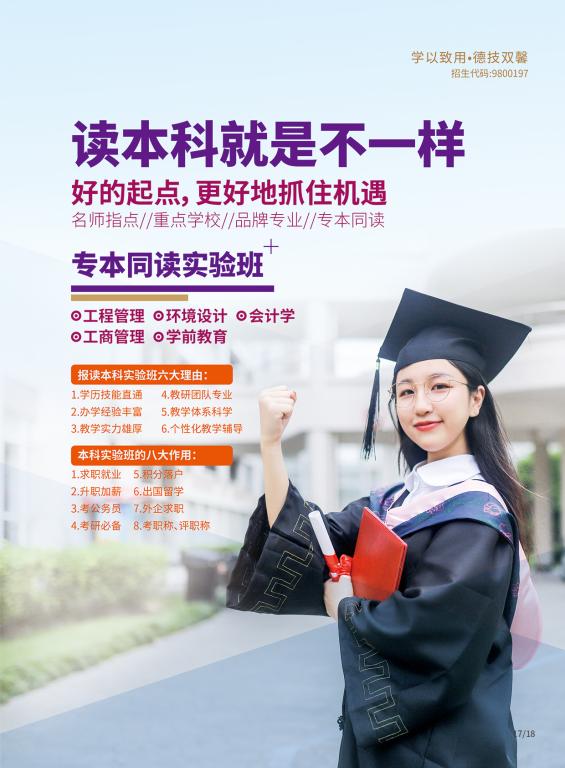 学以致用•德技双馨
招生代码:9800197
读本科就是不一样
好的起点，更好地抓住机遇
名师指点//重点学校//品牌专业//专本同读
专本同读实验班
工程管理 环境设计 会计学
工商管理 学前教育
报读本科实验班六大理由：
1.学历技能直通 4.教研团队专业
2.办学经验丰富 5.教学体系科学
3.教学实力雄厚 6.个性化教学辅导
本科实验班的八大作用：
1.求职就业 5.积分落户
2.升职加薪 6.出国留学
3.考公务员 7.外企求职
4.考研必备 8.考职称、评职称
17/18